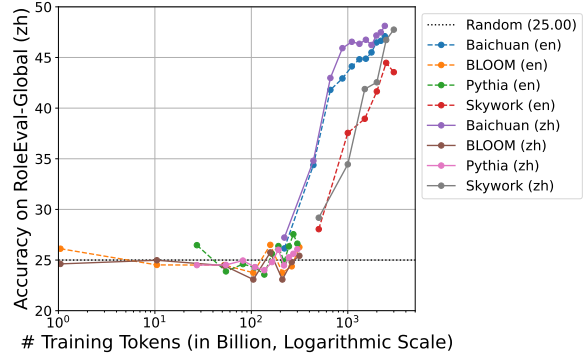 Accuracy on RoleEval-Global (zh)
50
45
40
35
30
25
20
10^0
10^1
10^2
10^3
# Training Tokens (in Billion, Logarithmic Scale)
Random (25.00)
Baichuan (en)
BLOOM (en)
Pythia (en)
Skywork (en)
Baichuan (zh)
BLOOM (zh)
Pythia (zh)
Skywork (zh)